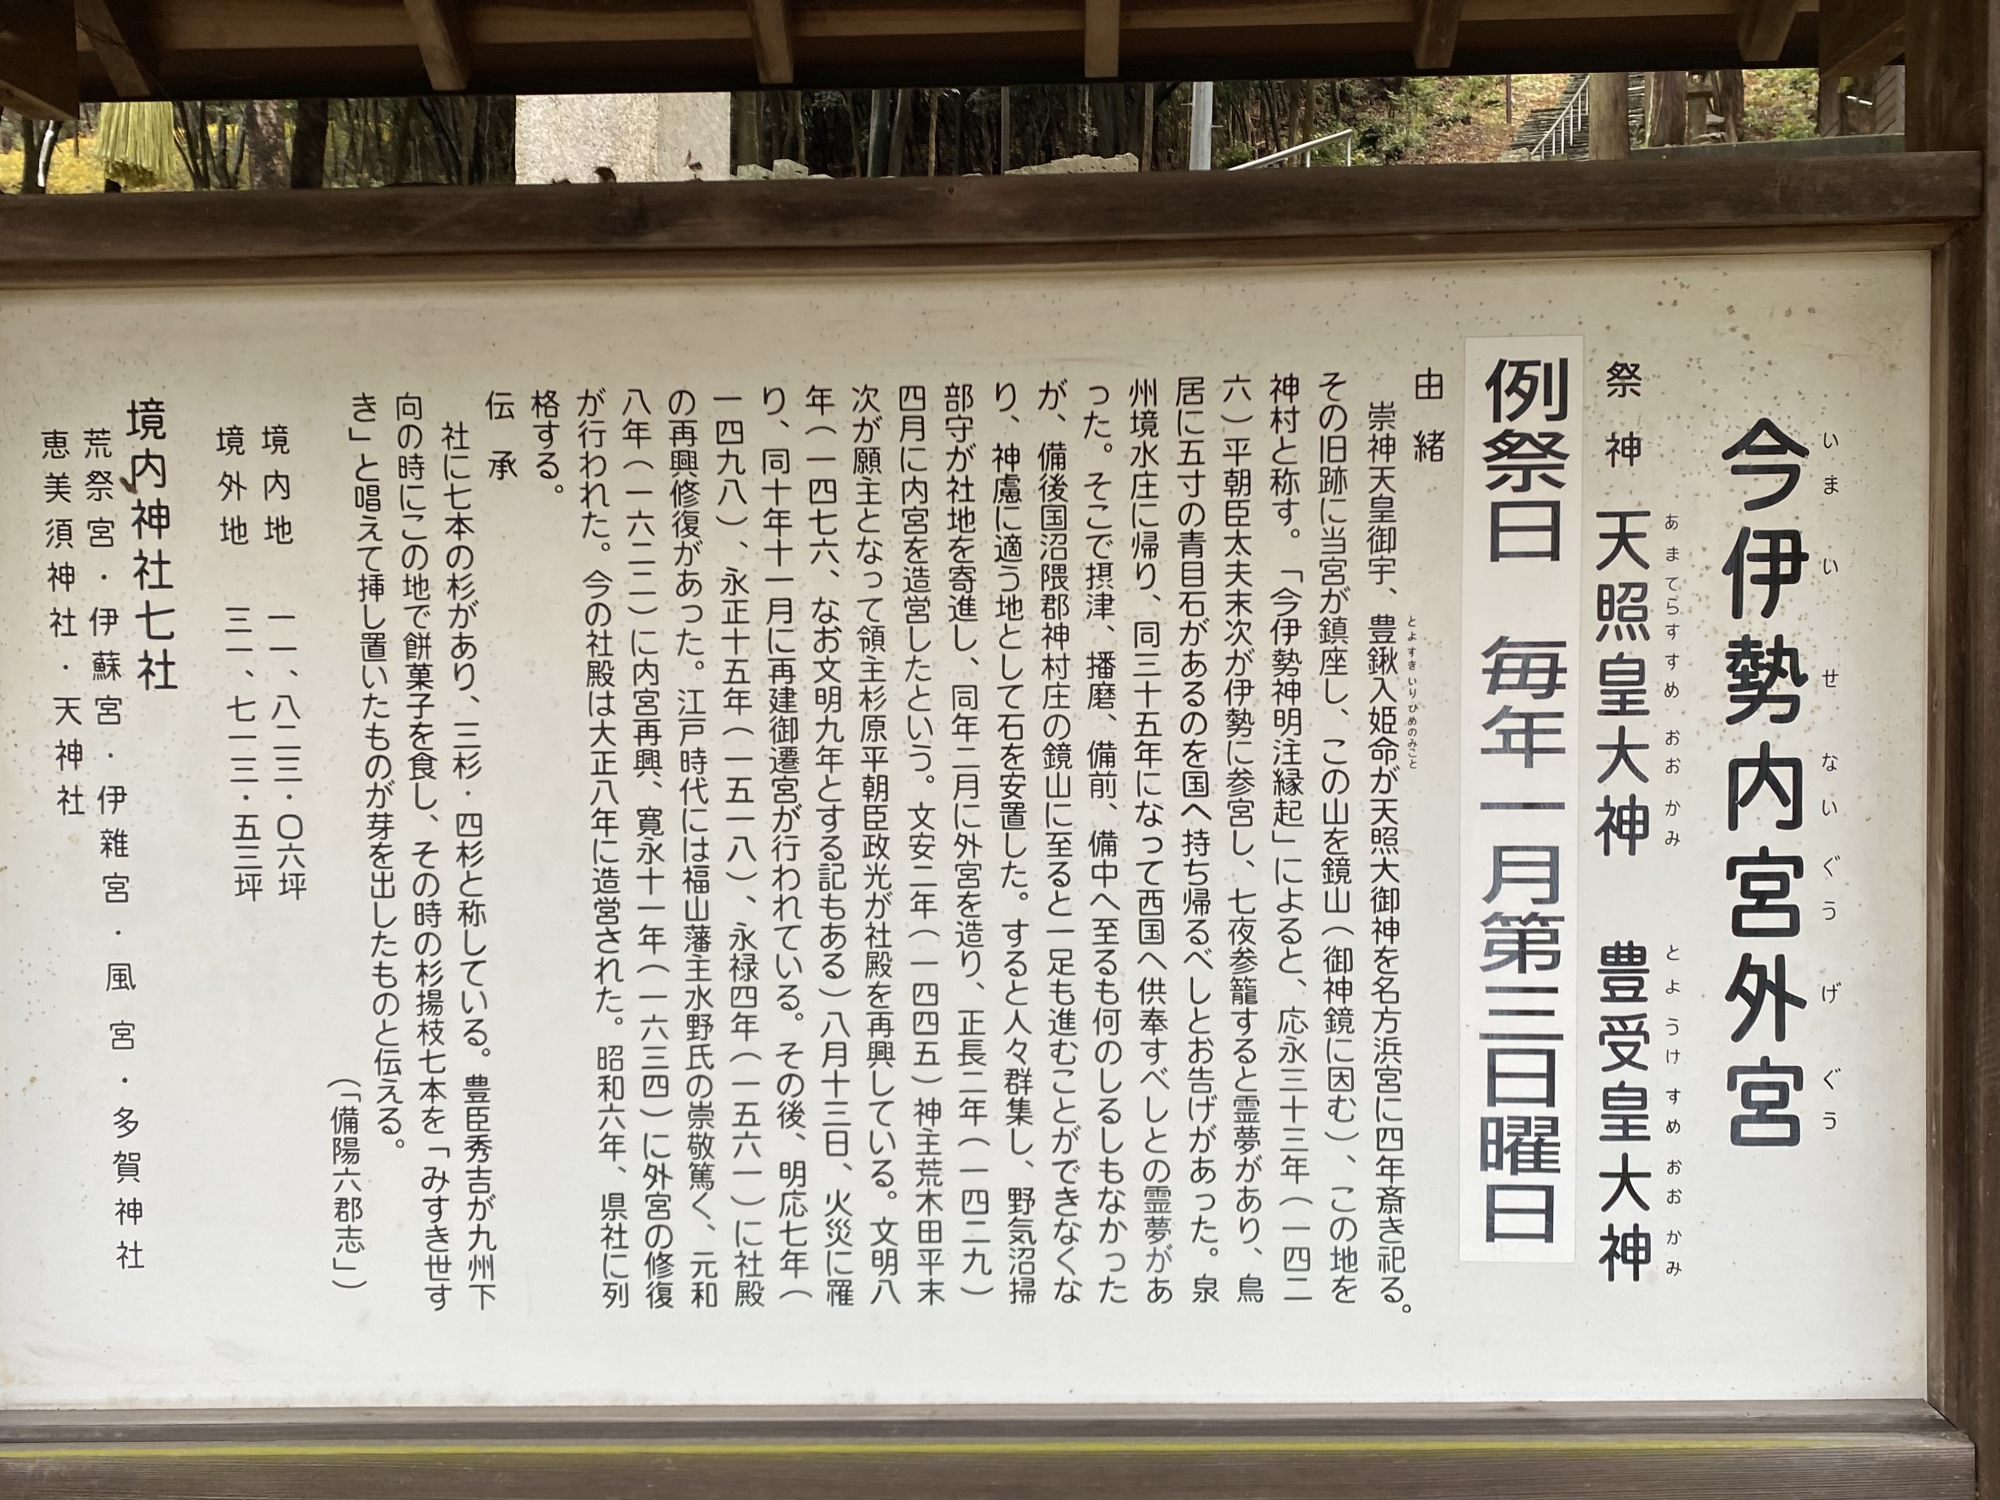 今伊勢内宮外宮
いまいせないぐうげぐう
祭神 天照皇大神 豊受皇大神
あまてらすすめおおかみ とようけすめおおかみ
例祭日 毎年一月第三日曜日
由緒
崇神天皇御宇、豊鍬入姫命が天照大御神を名方浜宮に四年斎き祀る。
とよすきいりひめのみこと
その旧跡に当宮が鎮座し、この山を鏡山(御神鏡に因む)、この地を
神村と称す。「今伊勢神明注縁起」によると、応永三十三年(一四二
六)平朝臣太夫末次が伊勢に参宮し、七夜参籠すると霊夢があり、鳥
居に五寸の青目石があるのを国へ持ち帰るべしとお告げがあった。泉
州境水庄に帰り、同三十五年になって西国へ供奉すべしとの霊夢があ
った。そこで摂津、播磨、備前、備中へ至るも何のしるしもなかった
が、備後国沼隈郡神村庄の鏡山に至ると一足も進むことができなくな
り、神慮に適う地として石を安置した。すると人々群集し、野気沼掃
部守が社地を寄進し、同年二月に外宮を造り、正長二年(一四二九)
四月に内宮を造営したという。文安二年(一四四五)神主荒木田平末
次が願主となって領主杉原平朝臣政光が社殿を再興している。文明八
年(一四七六、なお文明九年とする記もある)八月十三日、火災に罹
り、同十年十一月に再建御遷宮が行われている。その後、明応七年(
一四九八)、永正十五年(一五一八)、永禄四年(一五六一)に社殿
の再興修復があった。江戸時代には福山藩主水野氏の崇敬篤く、元和
八年(一六二二)に内宮再興、寛永十一年(一六三四)に外宮の修復
が行われた。今の社殿は大正八年に造営された。昭和六年、県社に列
格する。
伝承
社に七本の杉があり、三杉・四杉と称している。豊臣秀吉が九州下
向の時にこの地で餅菓子を食し、その時の杉揚枝七本を「みすき世す
き」と唱えて挿し置いたものが芽を出したものと伝える。
(「備陽六郡志」)
境内地 一一、八二三・〇六坪
境外地 三一、七一三・五三坪
境内神社七社
荒祭宮・伊蘇宮・伊雑宮・風宮・多賀神社
恵美須神社・天神社